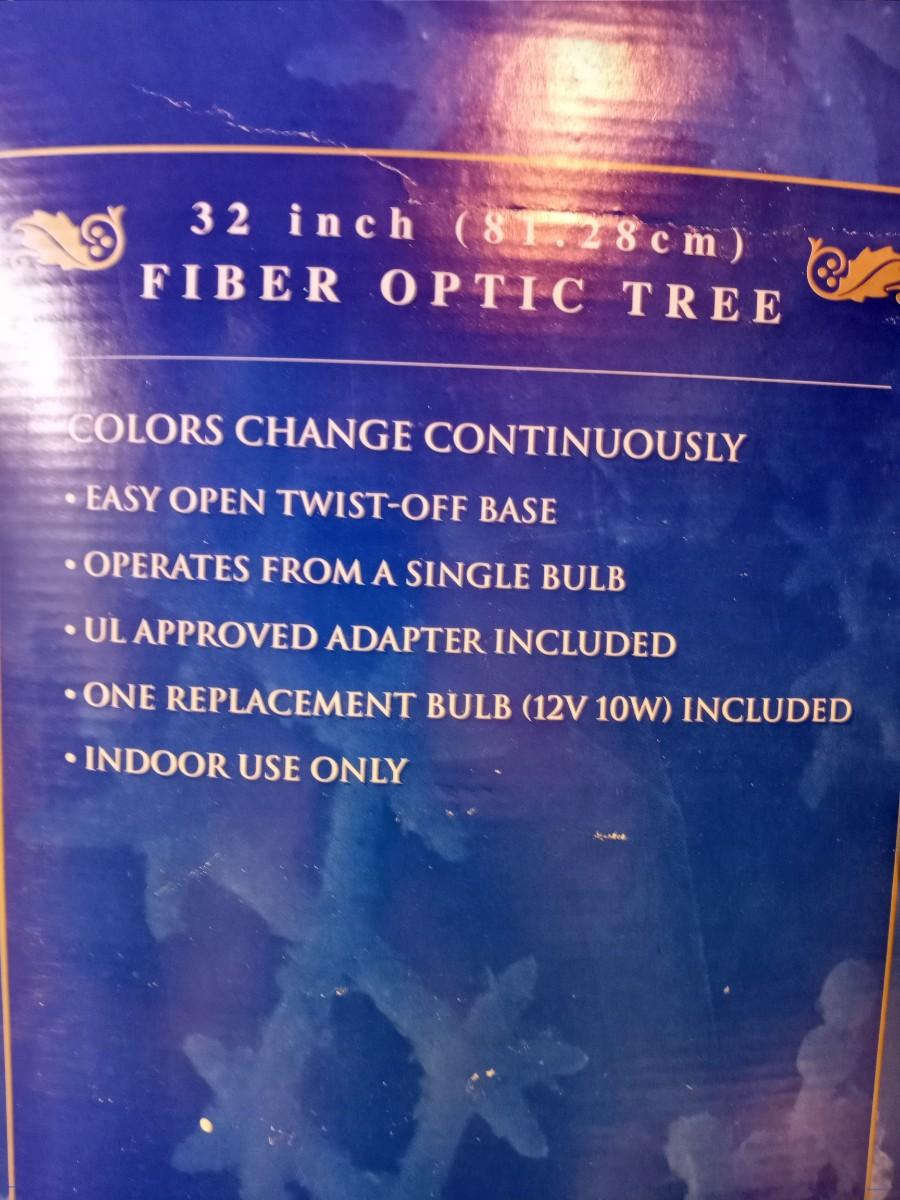 32 inch (81.28cm)
FIBER OPTIC TREE
COLORS CHANGE CONTINUOUSLY
• EASY OPEN TWIST-OFF BASE
• OPERATES FROM A SINGLE BULB
• UL APPROVED ADAPTER INCLUDED
• ONE REPLACEMENT BULB (12V 10W) INCLUDED
• INDOOR USE ONLY